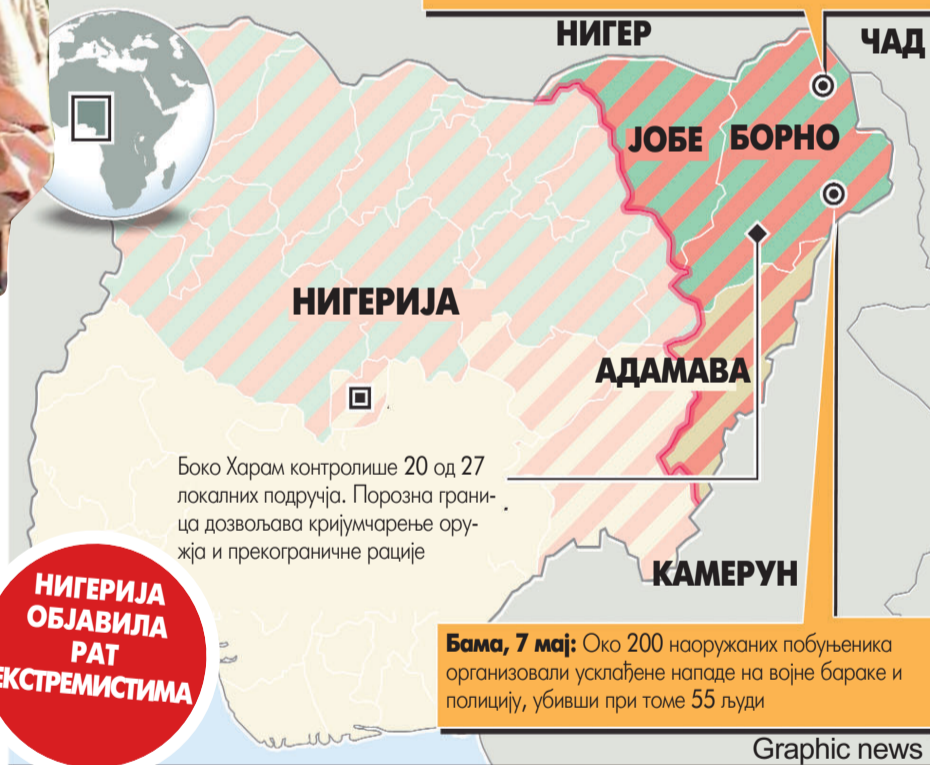 НИГЕР
ЧАД
ЈОБЕ БОРНО
НИГЕРИЈА
АДАМАВА
Боко Харам контролише 20 од 27
локалних подручја. Порозна грани-
ца дозвољава кријумчарење ору-
жја и прекограничне рације
КАМЕРУН
НИГЕРИЈА
ОБЈАВИЛА
РАТ
ЕКСТРЕМИСТИМА
Бама, 7 мај: Око 200 наоружаних побуњеника
организовали усклађене нападе на војне бараке и
полицију, убивши при томе 55 људи
Graphic news